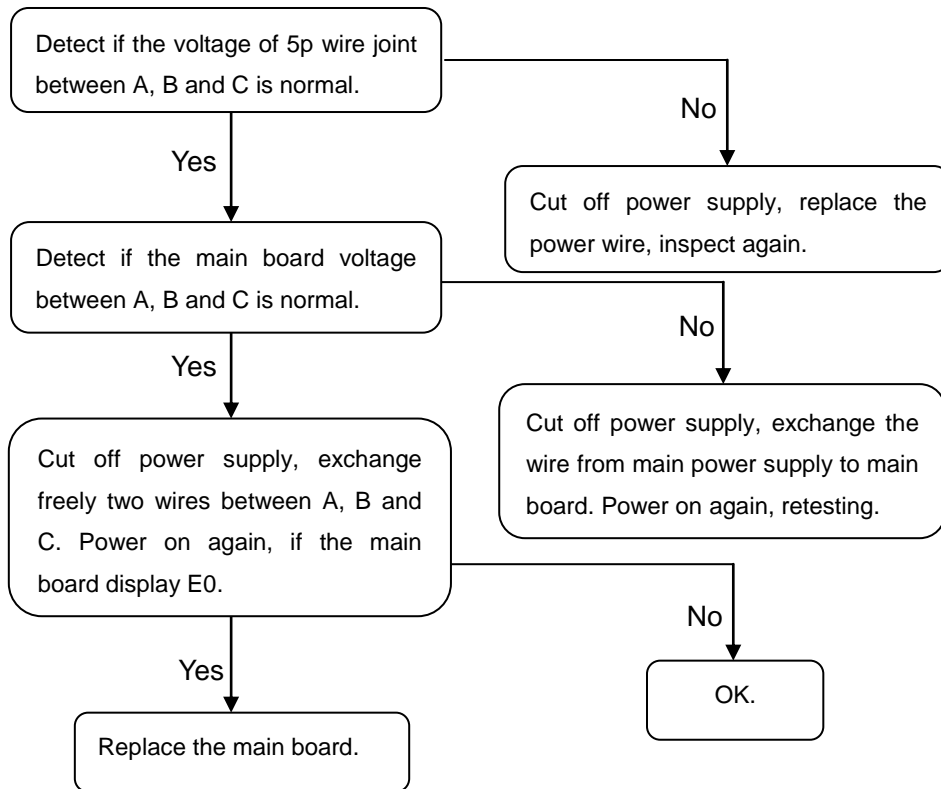 Detect if the voltage of 5p wire joint
between A, B and C is normal.
No
Yes
Cut off power supply, replace the
power wire, inspect again.
Detect if the main board voltage
between A, B and C is normal.
No
Yes
Cut off power supply, exchange the
wire from main power supply to main
board. Power on again, retesting.
Cut off power supply, exchange
freely two wires between A, B and
C. Power on again, if the main
board display E0.
No
Yes
OK.
Replace the main board.